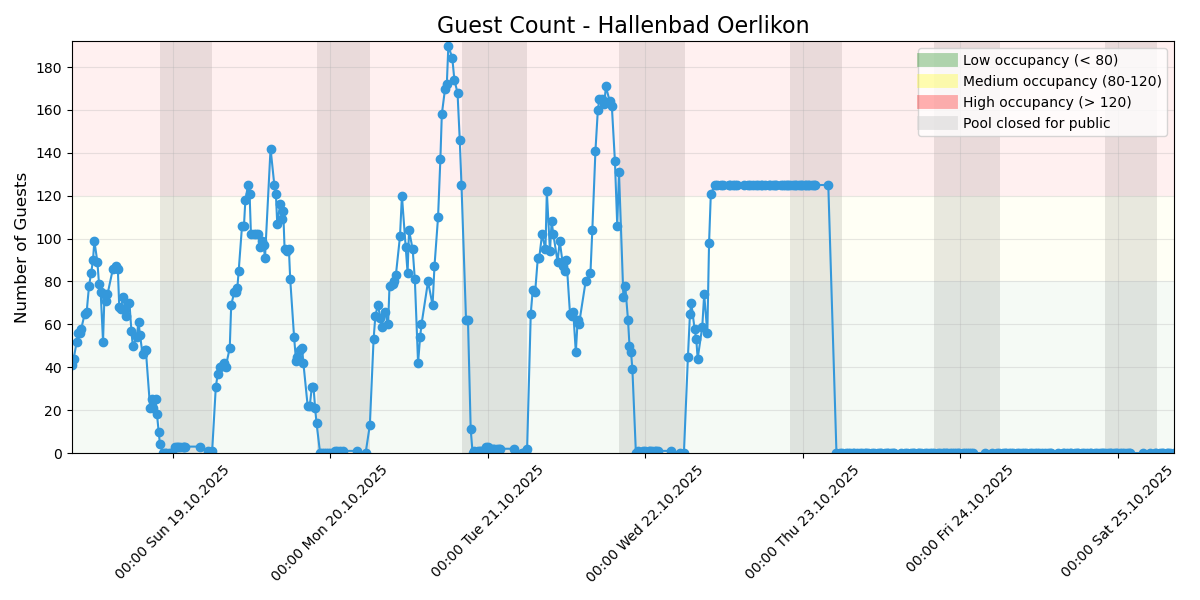 Guest Count - Hallenbad Oerlikon
Low occupancy (< 80)
Medium occupancy (80-120)
High occupancy (> 120)
Pool closed for public
Number of Guests
180
160
140
120
100
80
60
40
20
0
00:00 Sun 19.10.2025
00:00 Mon 20.10.2025
00:00 Tue 21.10.2025
00:00 Wed 22.10.2025
00:00 Thu 23.10.2025
00:00 Fri 24.10.2025
00:00 Sat 25.10.2025